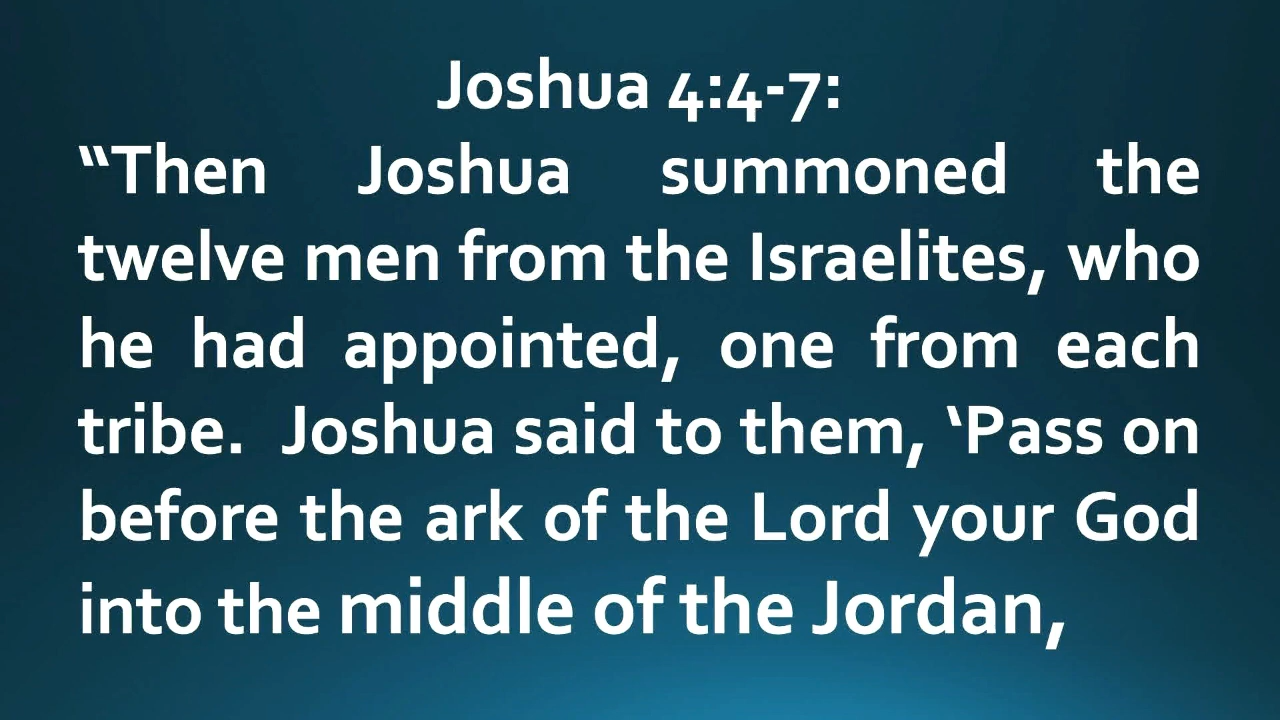 Joshua 4:4-7:
“Then Joshua summoned the
twelve men from the Israelites, who
he had appointed, one from each
tribe.  Joshua said to them, ‘Pass on
before the ark of the Lord your God
into the middle of the Jordan,